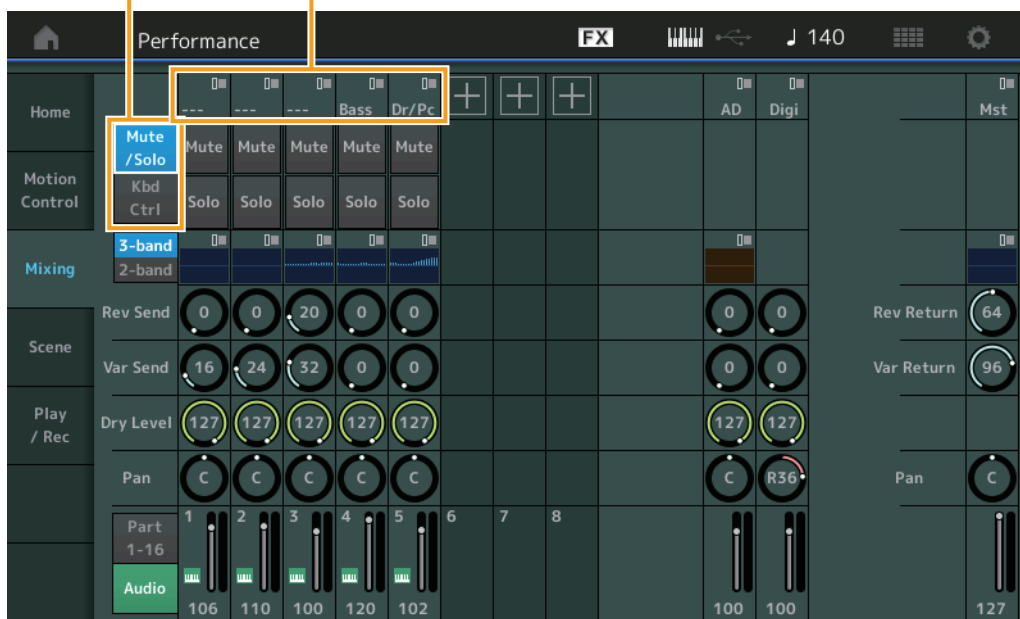 Performance FX 140
--- --- --- Bass Dr/Pc AD Digi Mst
Home
Mute
/Solo
Mute Mute Mute Mute Mute
Motion
Control
Kbd
Ctrl
Solo Solo Solo Solo Solo
Mixing
3-band
2-band
Rev Send 0 0 20 0 0 0 0 Rev Return 64
Scene
Var Send 16 24 32 0 0 0 0 Var Return 96
Play
/ Rec
Dry Level 127 127 127 127 127 127 127
Pan C C C C C C R36 Pan C
Part
1-16
1 2 3 4 5 6 7 8
Audio
106 110 100 120 102 100 100 127